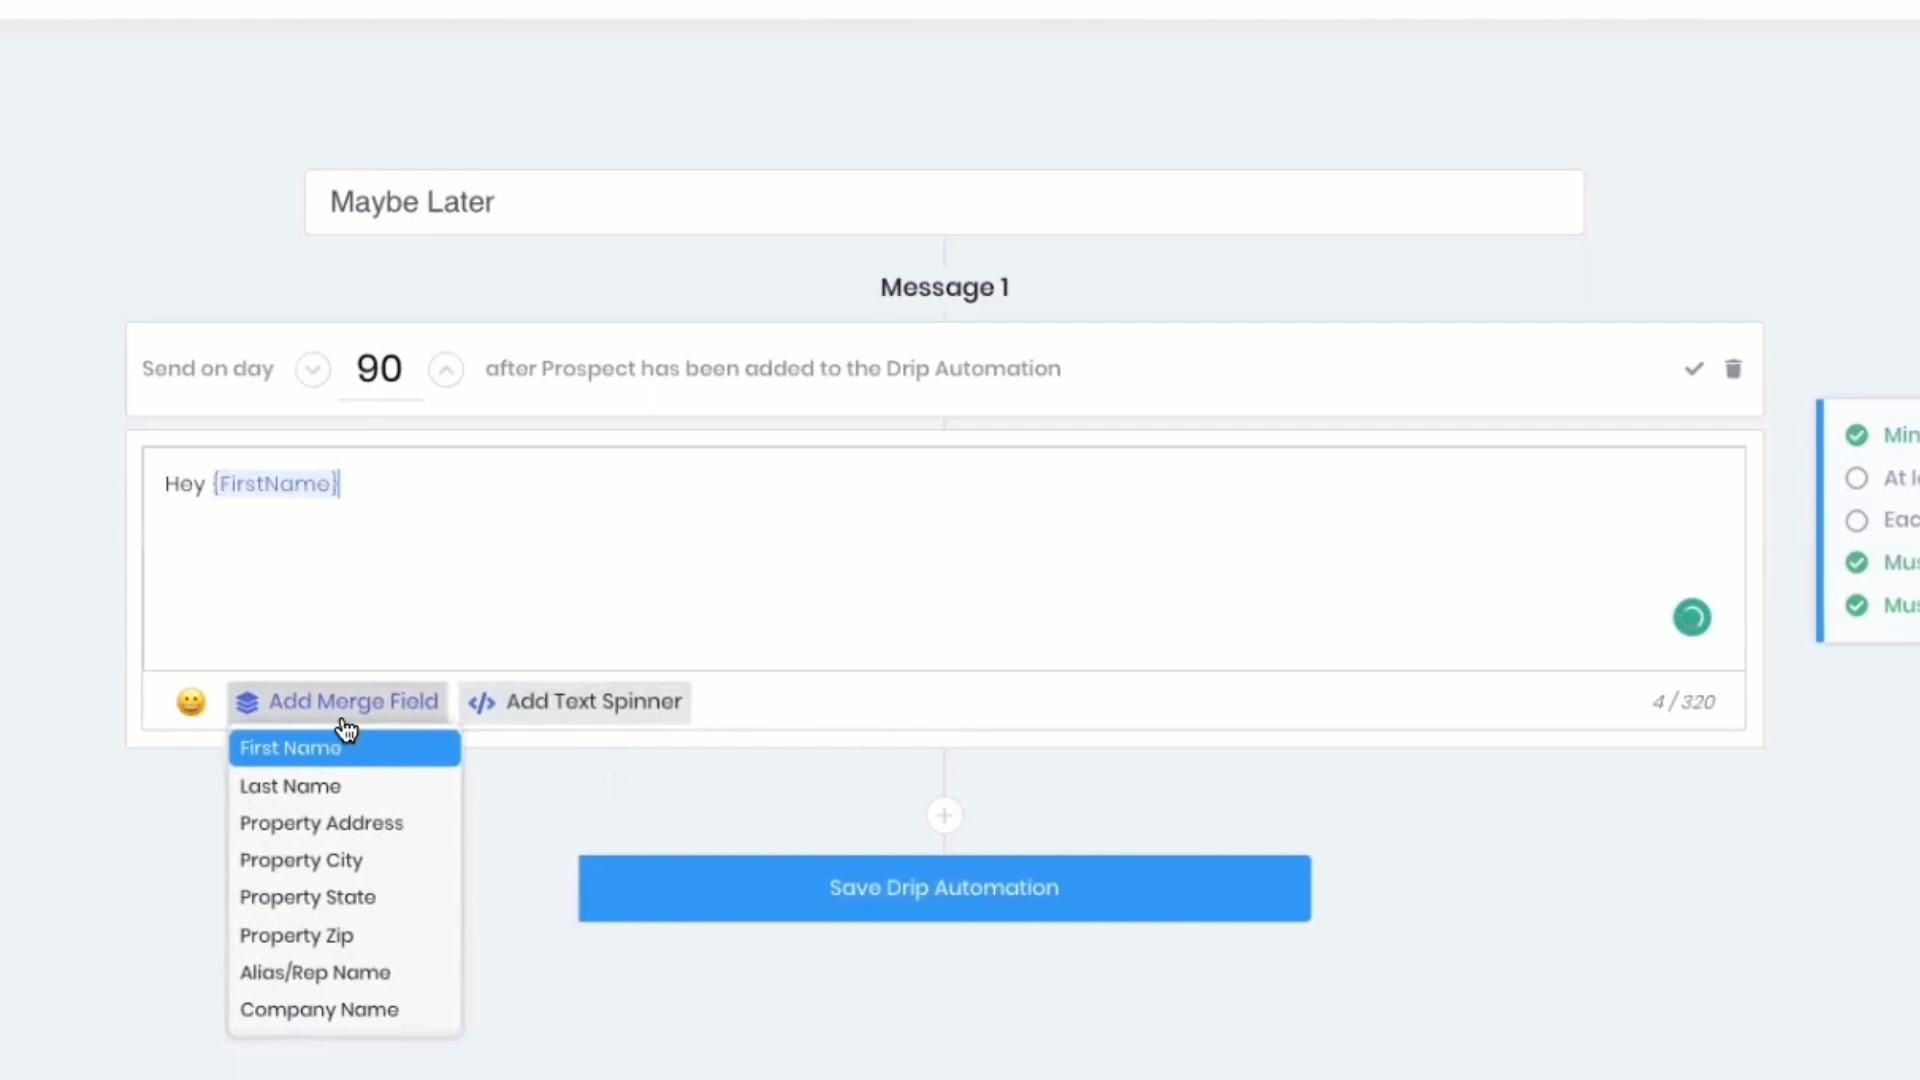 Maybe Later
Message 1
Send on day 90 after Prospect has been added to the Drip Automation
Hey {FirstName}
Add Merge Field
Add Text Spinner
4 / 320
First Name
Last Name
Property Address
Property City
Property State
Property Zip
Alias/Rep Name
Company Name
Save Drip Automation
Min
At l
Eac
Mus
Mus